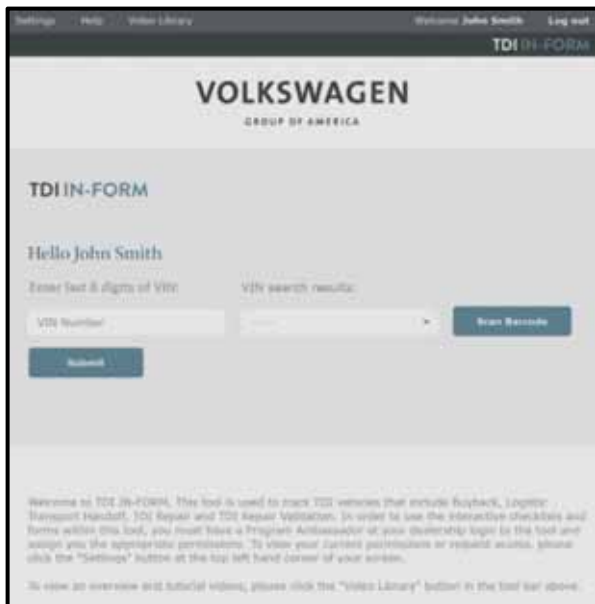 Settings Help Video Library Welcome John Smith Log out
TDI IN-FORM
VOLKSWAGEN
GROUP OF AMERICA
TDI IN-FORM
Hello John Smith
Enter last 8 digits of VIN: VIN search results:
VIN Number Scan Barcode
Submit
Welcome to TDI IN-FORM. This tool is used to track TDI vehicles that include Buyback, Logistic
Transport Handoff, TDI Repair and TDI Repair Validation. In order to use the interactive checklists and
forms within this tool, you must have a Program Ambassador at your dealership login to the tool and
assign you the appropriate permissions. To view your current permissions or request access, please
click the "Settings" button at the top left hand corner of your screen.
To view an overview and tutorial videos, please click the "Video Library" button in the tool bar above.